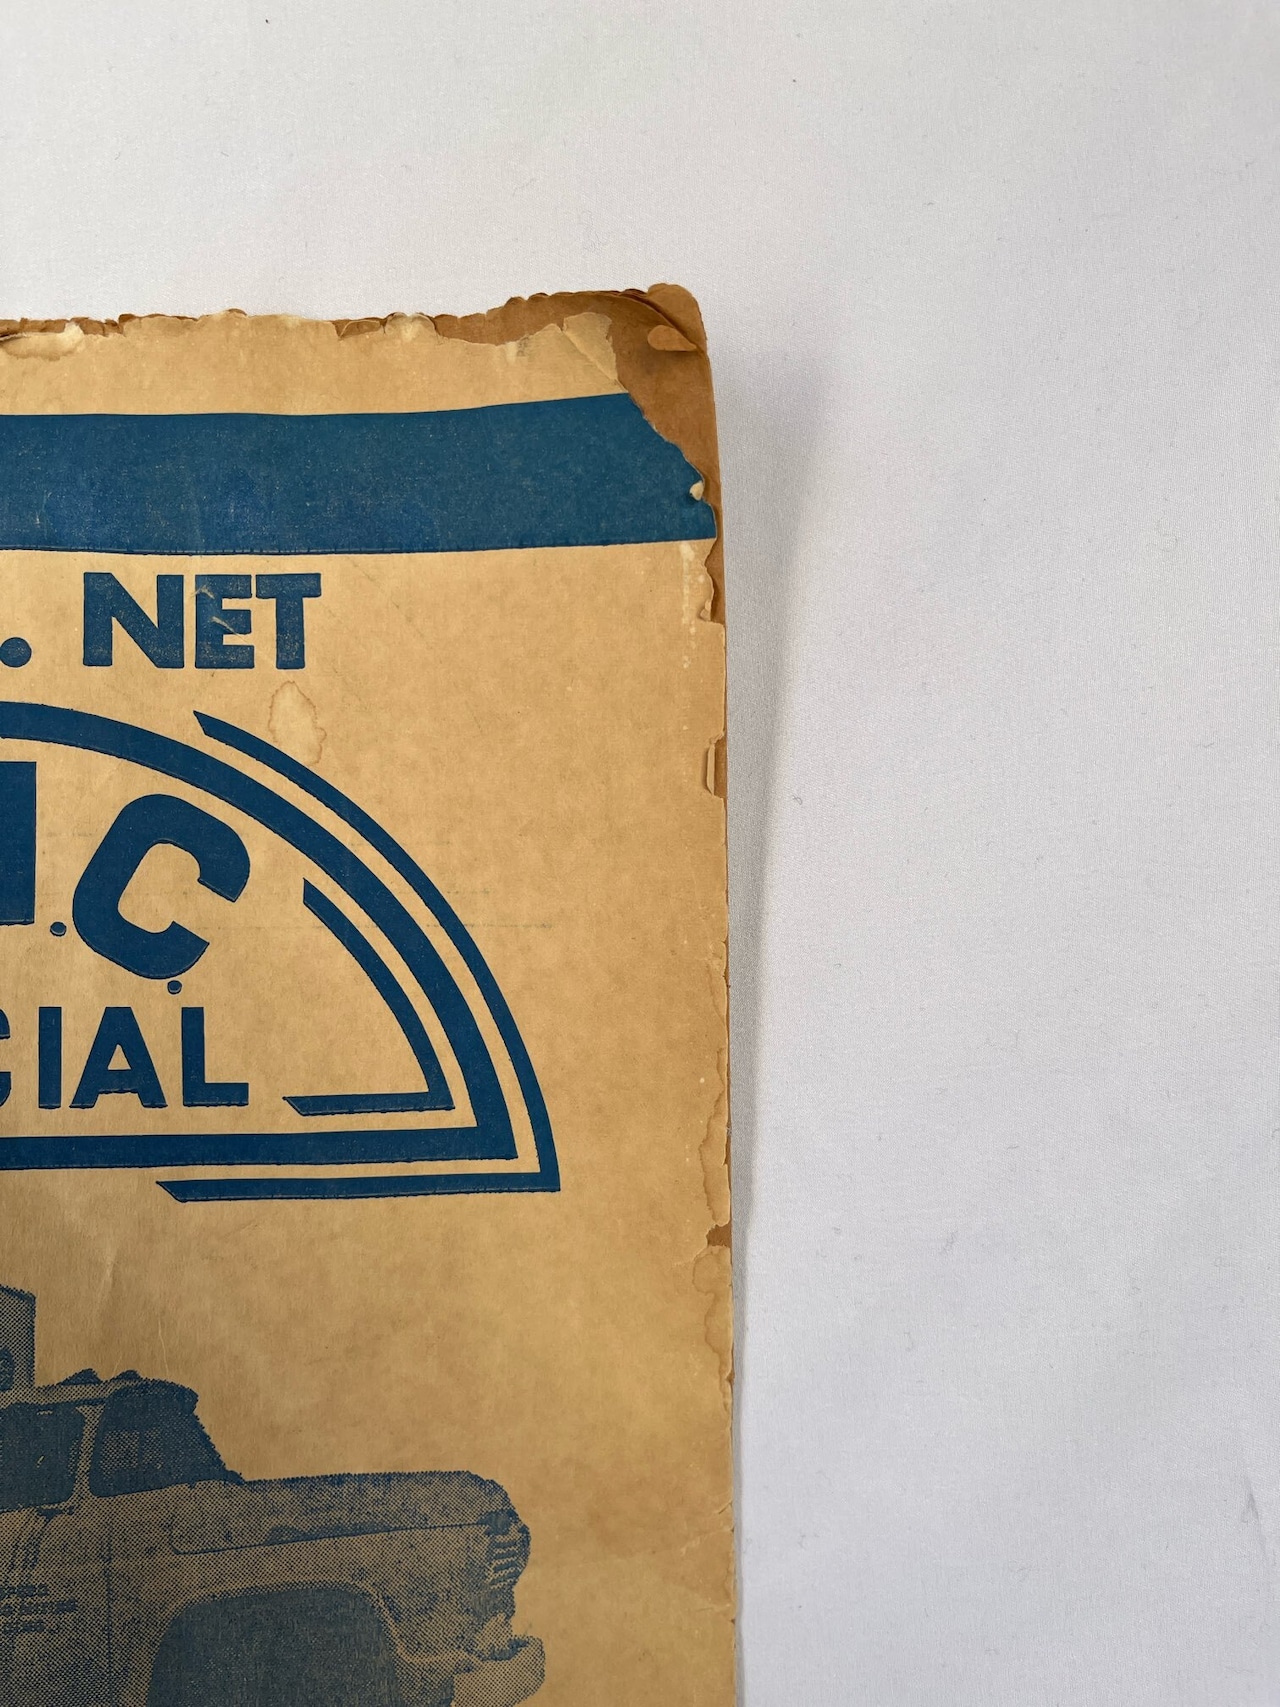 . NET
.C.
CIAL